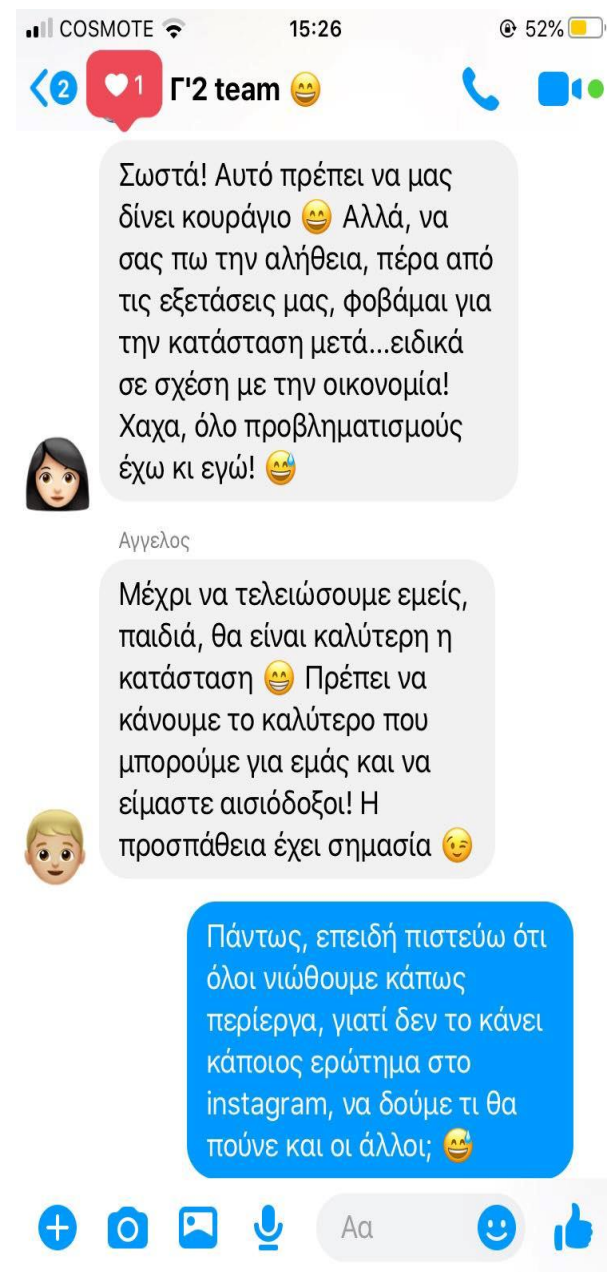 COSMOTE 15:26 52%
2 1 Γ'2 team 😄
Σωστά! Αυτό πρέπει να μας
δίνει κουράγιο 😄 Αλλά, να
σας πω την αλήθεια, πέρα από
τις εξετάσεις μας, φοβάμαι για
την κατάσταση μετά...ειδικά
σε σχέση με την οικονομία!
Χαχα, όλο προβληματισμούς
έχω κι εγώ! 😅
Αγγελος
Μέχρι να τελειώσουμε εμείς,
παιδιά, θα είναι καλύτερη η
κατάσταση 😁 Πρέπει να
κάνουμε το καλύτερο που
μπορούμε για εμάς και να
είμαστε αισιόδοξοι! Η
προσπάθεια έχει σημασία 😉
Πάντως, επειδή πιστεύω ότι
όλοι νιώθουμε κάπως
περίεργα, γιατί δεν το κάνει
κάποιος ερώτημα στο
instagram, να δούμε τι θα
πούνε και οι άλλοι; 😅
Αα